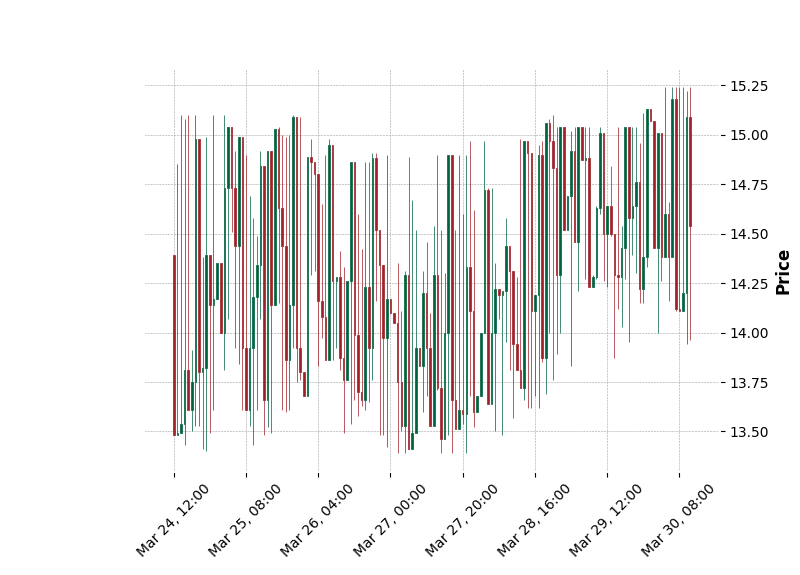 15.25
15.00
14.75
14.50
14.25
14.00
13.75
13.50
Price
Mar 24, 12:00
Mar 25, 08:00
Mar 26, 04:00
Mar 27, 00:00
Mar 27, 20:00
Mar 28, 16:00
Mar 29, 12:00
Mar 30, 08:00